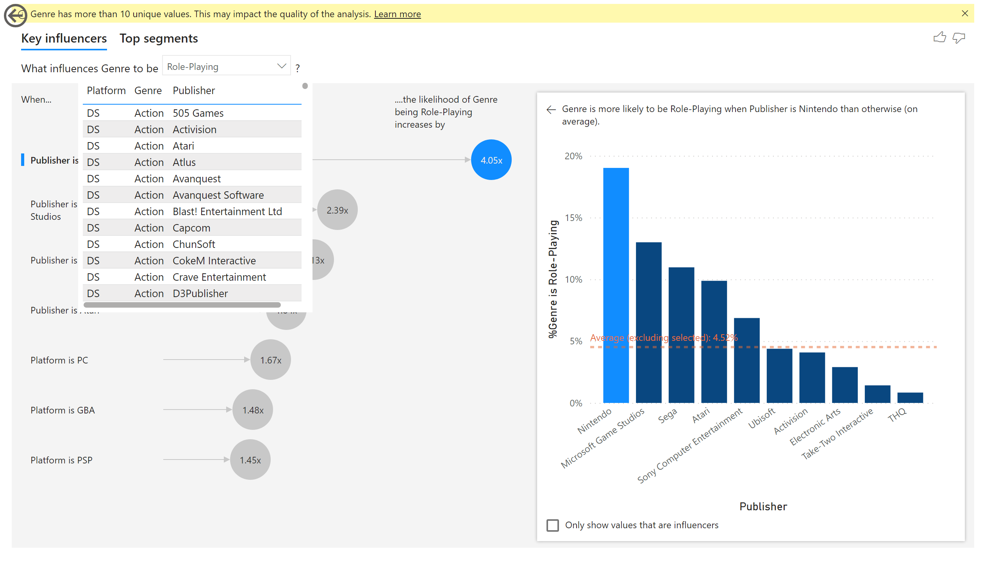 Genre has more than 10 unique values. This may impact the quality of the analysis. Learn more
Key influencers Top segments
What influences Genre to be Role-Playing ?
When...
....the likelihood of Genre
being Role-Playing
increases by
Platform Genre Publisher
DS Action 505 Games
DS Action Activision
DS Action Atari
DS Action Atlus
DS Action Avanquest
DS Action Avanquest Software
DS Action Blast! Entertainment Ltd
DS Action Capcom
DS Action ChunSoft
DS Action CokeM Interactive
DS Action Crave Entertainment
DS Action D3Publisher
Publisher is
4.05x
Publisher is
Studios
2.39x
Publisher is
13x
Publisher is
Platform is PC
1.67x
Platform is GBA
1.48x
Platform is PSP
1.45x
Genre is more likely to be Role-Playing when Publisher is Nintendo than otherwise (on
average).
%Genre is Role-Playing
20%
15%
10%
5%
0%
Average (excluding selected): 4.52%
Nintendo
Microsoft Game Studios
Sega
Atari
Sony Computer Entertainment
Ubisoft
Activision
Electronic Arts
Take-Two Interactive
THQ
Publisher
Only show values that are influencers